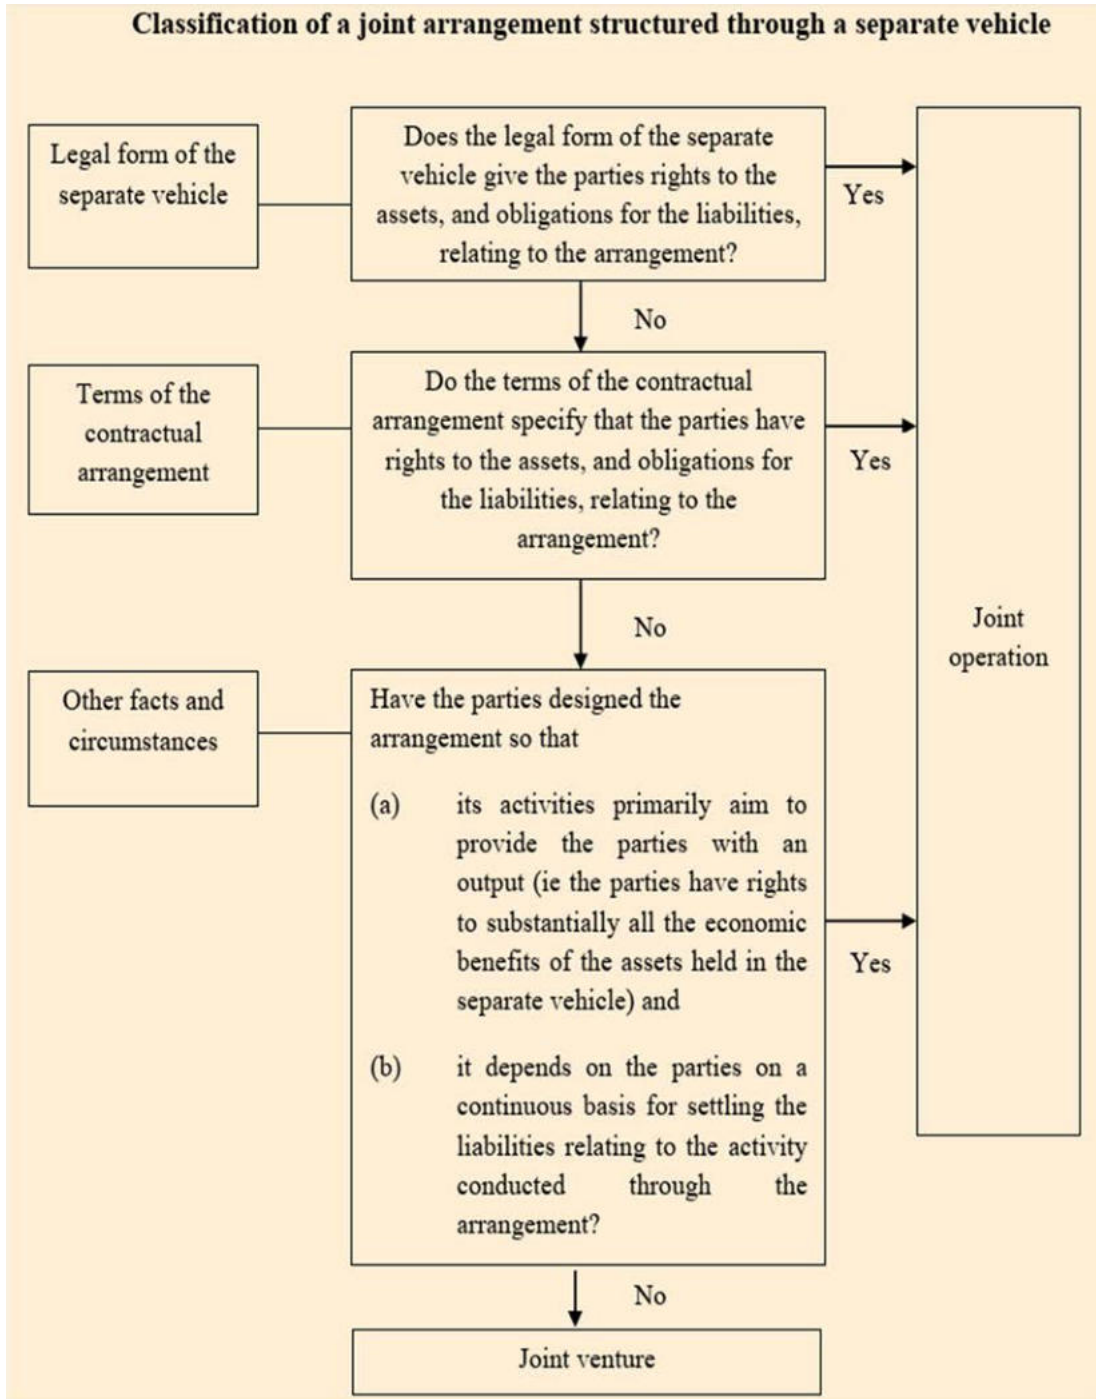 Classification of a joint arrangement structured through a separate vehicle
Legal form of the
separate vehicle
Does the legal form of the separate
vehicle give the parties rights to the
assets, and obligations for the liabilities,
relating to the arrangement?
Yes
No
Terms of the
contractual
arrangement
Do the terms of the contractual
arrangement specify that the parties have
rights to the assets, and obligations for
the liabilities, relating to the
arrangement?
Yes
No
Joint
operation
Other facts and
circumstances
Have the parties designed the
arrangement so that
(a) its activities primarily aim to
provide the parties with an
output (ie the parties have rights
to substantially all the economic
benefits of the assets held in the
separate vehicle) and
(b) it depends on the parties on a
continuous basis for settling the
liabilities relating to the activity
conducted through the
arrangement?
Yes
No
Joint venture